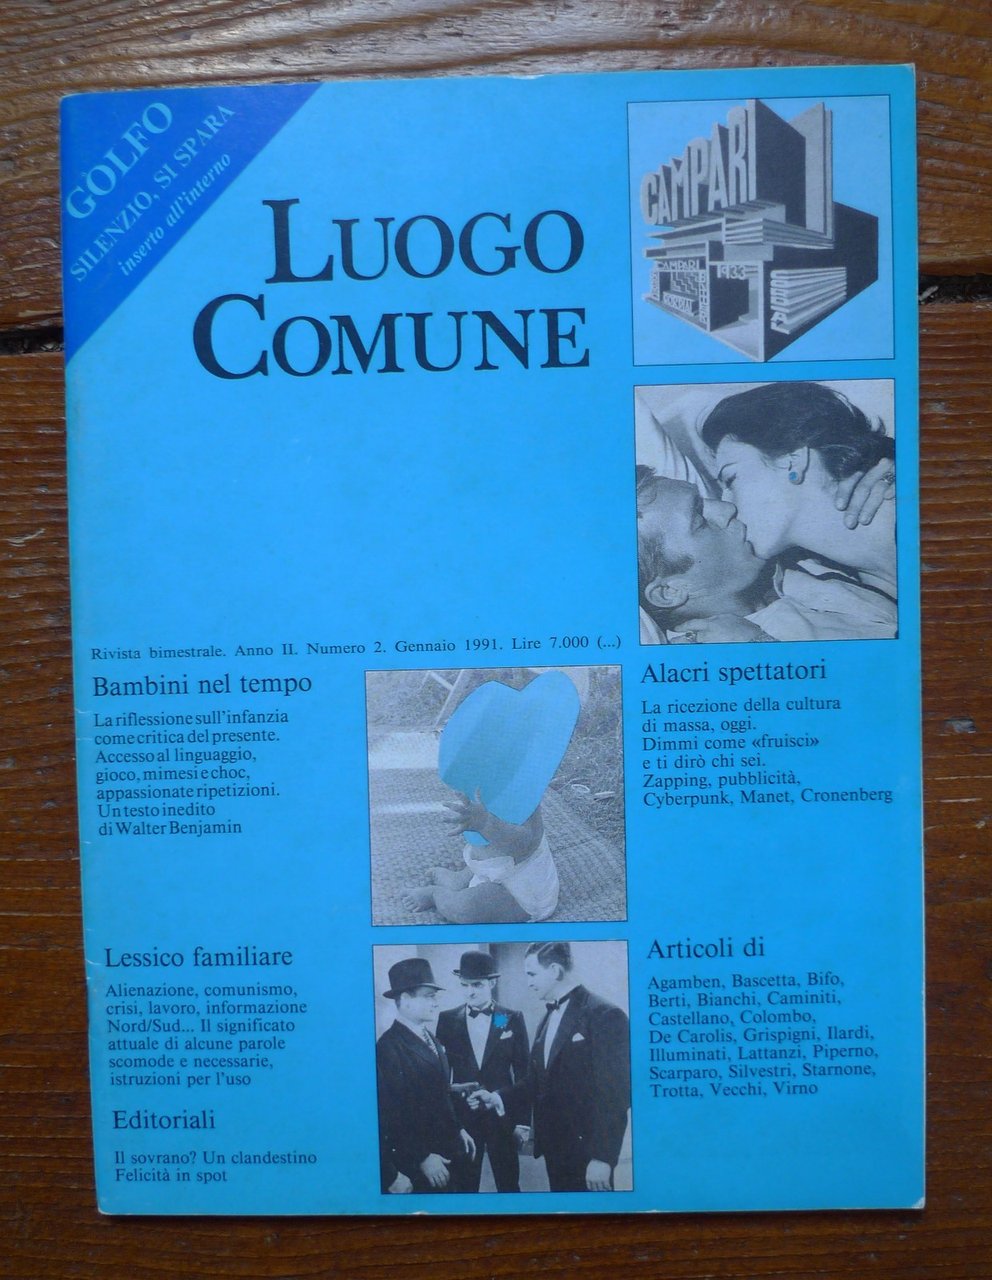 GOLFO
SILENZIO, SI SPARA
inserto all'interno
LUOGO
COMUNE
CAMPARI
CAMPARI
1933
CORDIAL
BITTER
Rivista bimestrale. Anno II. Numero 2. Gennaio 1991. Lire 7.000 (...)
Bambini nel tempo
La riflessione sull'infanzia
come critica del presente.
Accesso al linguaggio,
gioco, mimesi e choc,
appassionate ripetizioni.
Un testo inedito
di Walter Benjamin
Alacri spettatori
La ricezione della cultura
di massa, oggi.
Dimmi come «fruisci»
e ti dirò chi sei.
Zapping, pubblicità,
Cyberpunk, Manet, Cronenberg
Lessico familiare
Alienazione, comunismo,
crisi, lavoro, informazione
Nord/Sud... Il significato
attuale di alcune parole
scomode e necessarie,
istruzioni per l'uso
Editoriali
Il sovrano? Un clandestino
Felicità in spot
Articoli di
Agamben, Bascetta, Bifo,
Berti, Bianchi, Caminiti,
Castellano, Colombo,
De Carolis, Grispigni, Ilardi,
Illuminati, Lattanzi, Piperno,
Scarparo, Silvestri, Starnone,
Trotta, Vecchi, Virno